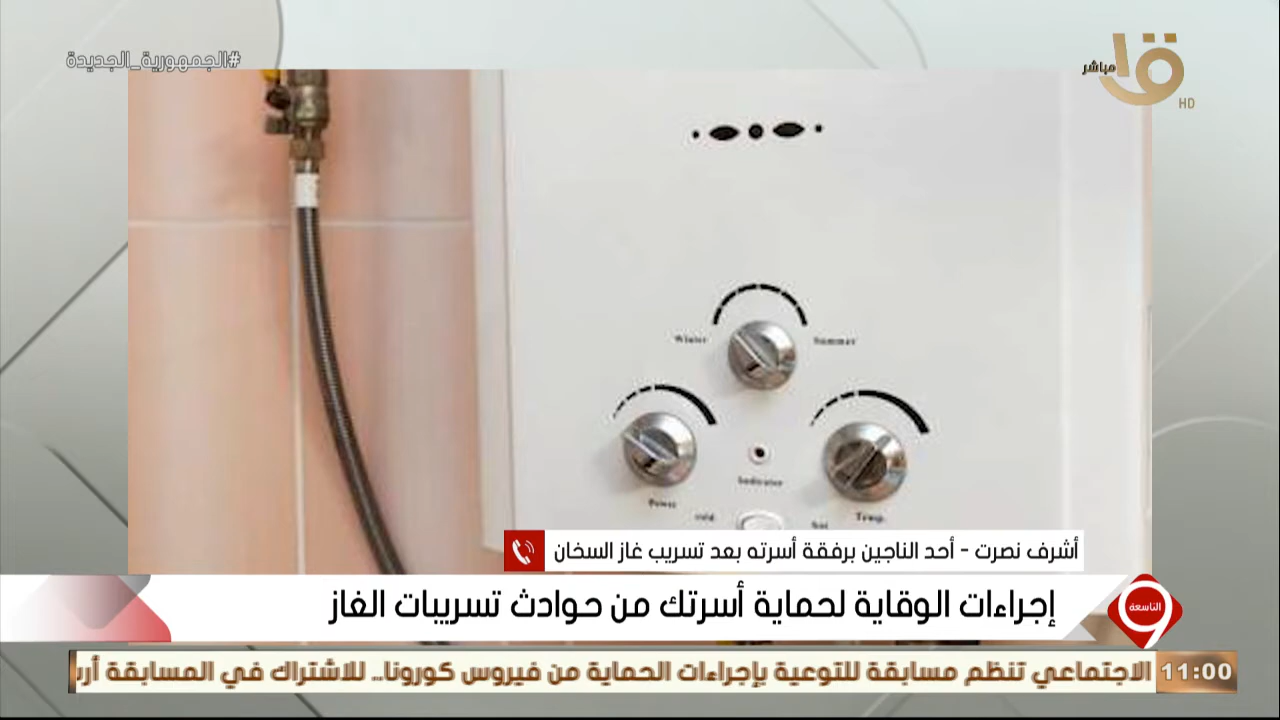 #الجمهورية_الجديدة
مباشر
HD
Winter
Summer
Indicator
Power
cold
hot
Temp.
أشرف نصرت - أحد الناجين برفقة أسرته بعد تسريب غاز السخان
إجراءات الوقاية لحماية أسرتك من حوادث تسريبات الغاز
التاسعة
9
11:00
الاجتماعي تنظم مسابقة للتوعية بإجراءات الحماية من فيروس كورونا.. للاشتراك في المسابقة